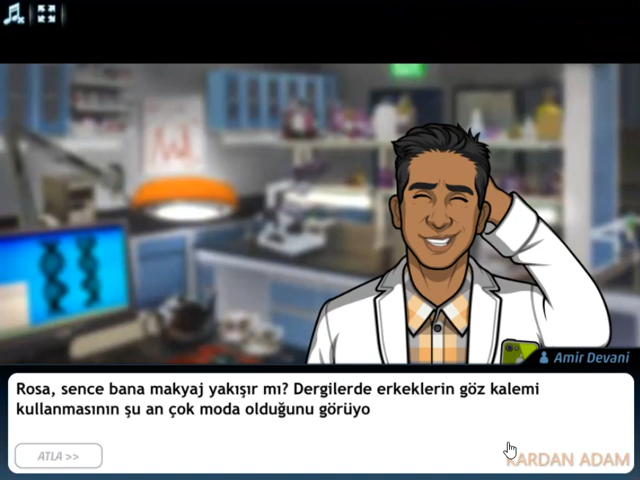 Amir Devani
Rosa, sence bana makyaj yakışır mı? Dergilerde erkeklerin göz kalemi
kullanmasının şu an çok moda olduğunu görüyo
ATLA >>
KARDAN ADAM